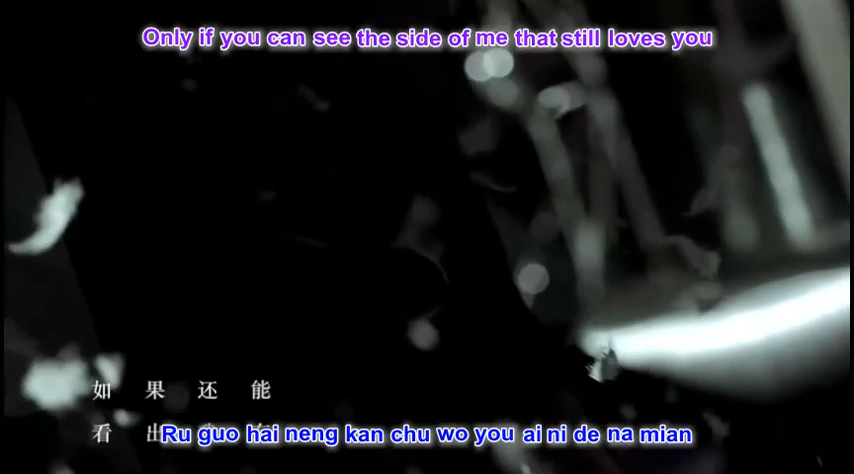 Only if you can see the side of me that still loves you
如果还能
看出
Ru guo hai neng kan chu wo you ai ni de na mian